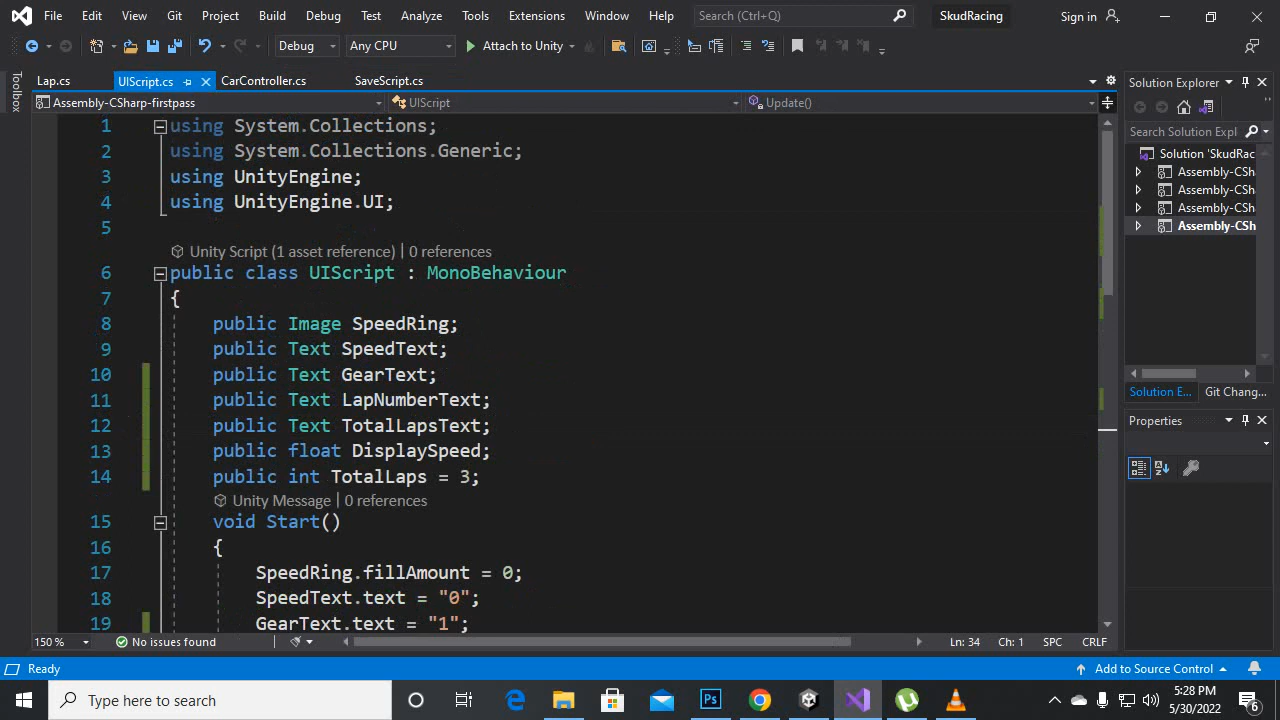 File Edit View Git Project Build Debug Test Analyze Tools Extensions Window Help Search (Ctrl+Q) SkudRacing Sign in
Debug Any CPU Attach to Unity
Toolbox
Lap.cs UIScript.cs CarController.cs SaveScript.cs
Assembly-CSharp-firstpass UIScript Update()
1 using System.Collections;
2 using System.Collections.Generic;
3 using UnityEngine;
4 using UnityEngine.UI;
5
Unity Script (1 asset reference) | 0 references
6 public class UIScript : MonoBehaviour
7 {
8 public Image SpeedRing;
9 public Text SpeedText;
10 public Text GearText;
11 public Text LapNumberText;
12 public Text TotalLapsText;
13 public float DisplaySpeed;
14 public int TotalLaps = 3;
Unity Message | 0 references
15 void Start()
16 {
17 SpeedRing.fillAmount = 0;
18 SpeedText.text = "0";
19 GearText.text = "1";
150 % No issues found Ln: 34 Ch: 1 SPC CRLF
Solution Explorer
Search Solution Expl
Solution 'SkudRac
Assembly-CSha
Assembly-CSha
Assembly-CSha
Assembly-CSh
Solution E... Git Chang...
Properties
Ready Add to Source Control
Type here to search
5:28 PM
5/30/2022
6